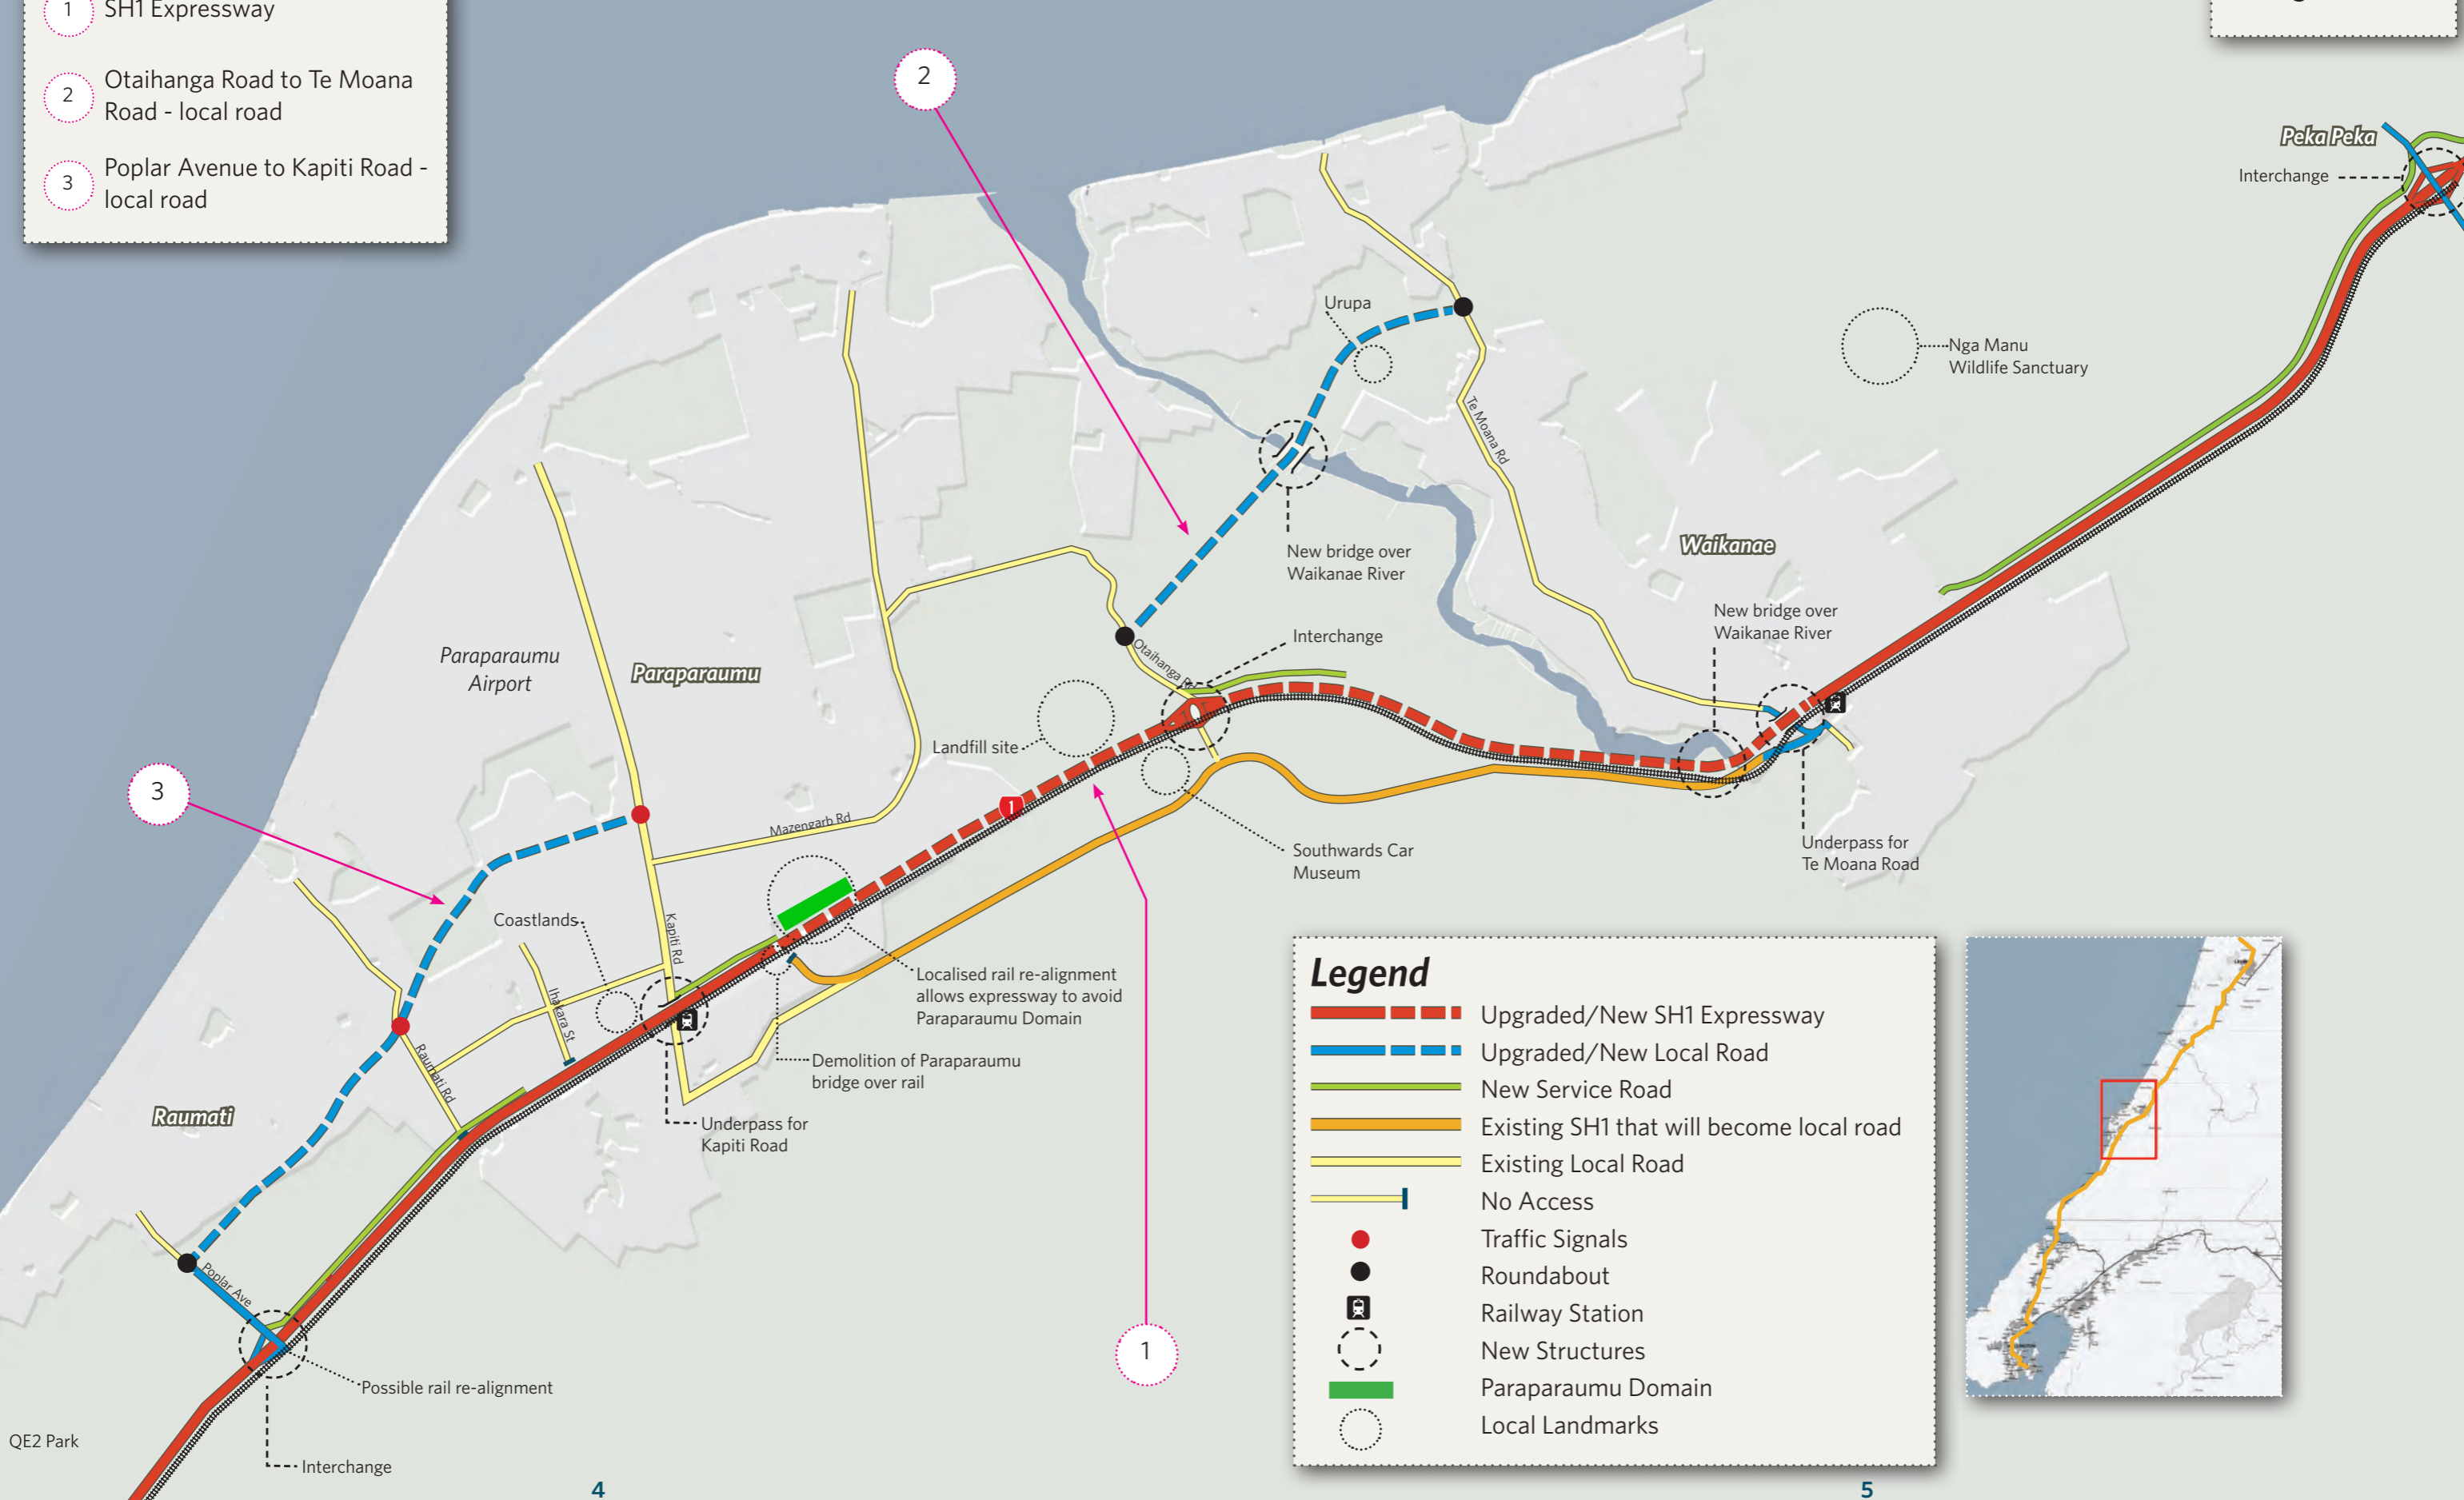 1 SH1 Expressway
2 Otaihanga Road to Te Moana
Road - local road
3 Poplar Avenue to Kapiti Road -
local road
2
Peka Peka
Interchange
Urupa
Nga Manu
Wildlife Sanctuary
Te Moana Rd
New bridge over
Waikanae River
Waikanae
New bridge over
Waikanae River
Interchange
Otaihanga Rd
Paraparaumu
Airport
Paraparaumu
Landfill site
3
1
Mazengarb Rd
Southwards Car
Museum
Underpass for
Te Moana Road
Coastlands
Kapiti Rd
Ihakara St
Localised rail re-alignment
allows expressway to avoid
Paraparaumu Domain
Demolition of Paraparaumu
bridge over rail
Raumati Rd
Raumati
Underpass for
Kapiti Road
Poplar Ave
1
Possible rail re-alignment
QE2 Park
Interchange
Legend
Upgraded/New SH1 Expressway
Upgraded/New Local Road
New Service Road
Existing SH1 that will become local road
Existing Local Road
No Access
Traffic Signals
Roundabout
Railway Station
New Structures
Paraparaumu Domain
Local Landmarks
4
5